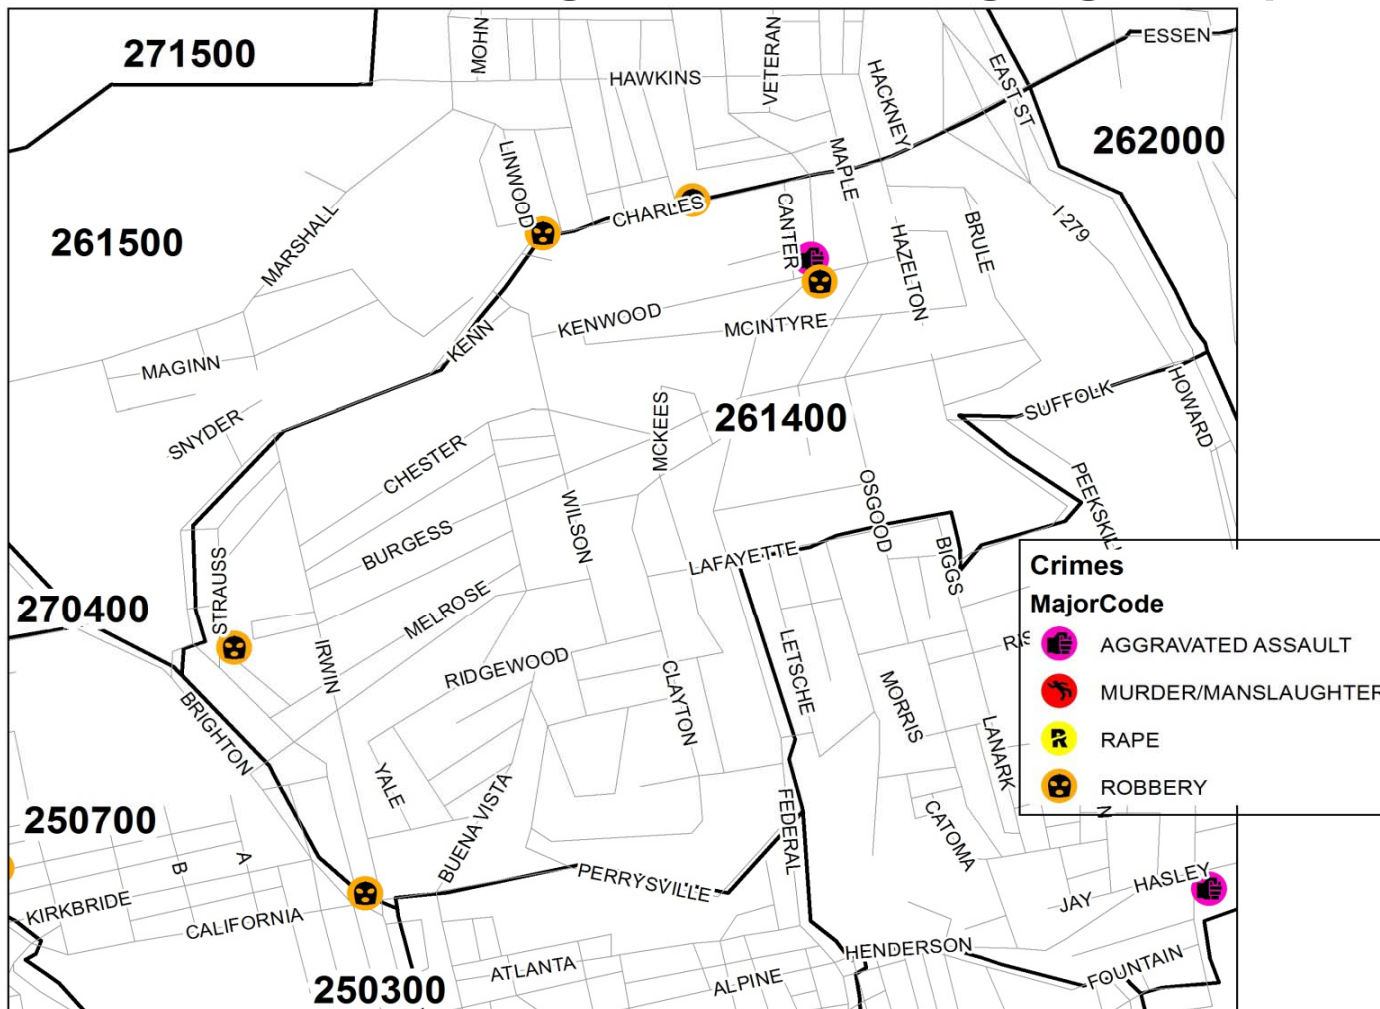 271500
MOHN
HAWKINS
VETERAN
HACKNEY
EAST ST
ESSEN
262000
LINWOOD
MAPLE
CHARLES
CANTER
I 279
261500
MARSHALL
HAZELTON
BRULE
KENWOOD
MCINTYRE
KENN
MAGINN
SNYDER
SUFFOLK
HOWARD
261400
MCKEES
CHESTER
PEEKSKIL
OSGOOD
WILSON
BURGESS
LAFAYETTE
BIGGS
STRAUSS
270400
MELROSE
IRWIN
RIDGEWOOD
CLAYTON
LETSCHE
MORRIS
LANARK
RIS
Crimes
MajorCode
AGGRAVATED ASSAULT
MURDER/MANSLAUGHTER
RAPE
ROBBERY
N
BRIGHTON
YALE
BUENA VISTA
FEDERAL
CATOMA
250700
A
B
KIRKBRIDE
CALIFORNIA
PERRYSVILLE
JAY
HASLEY
HENDERSON
FOUNTAIN
ATLANTA
ALPINE
250300